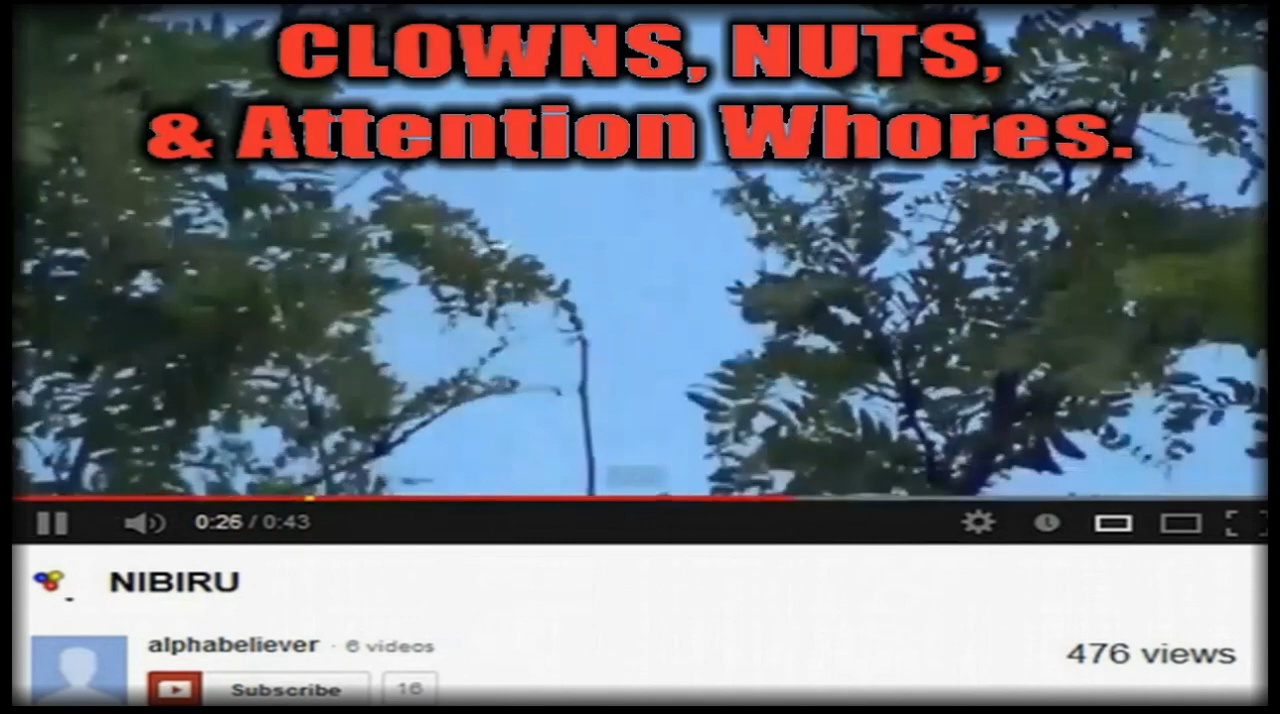 CLOWNS, NUTS,
& Attention Whores.
0:26 / 0:43
NIBIRU
alphabeliever · 6 videos
476 views
Subscribe 16